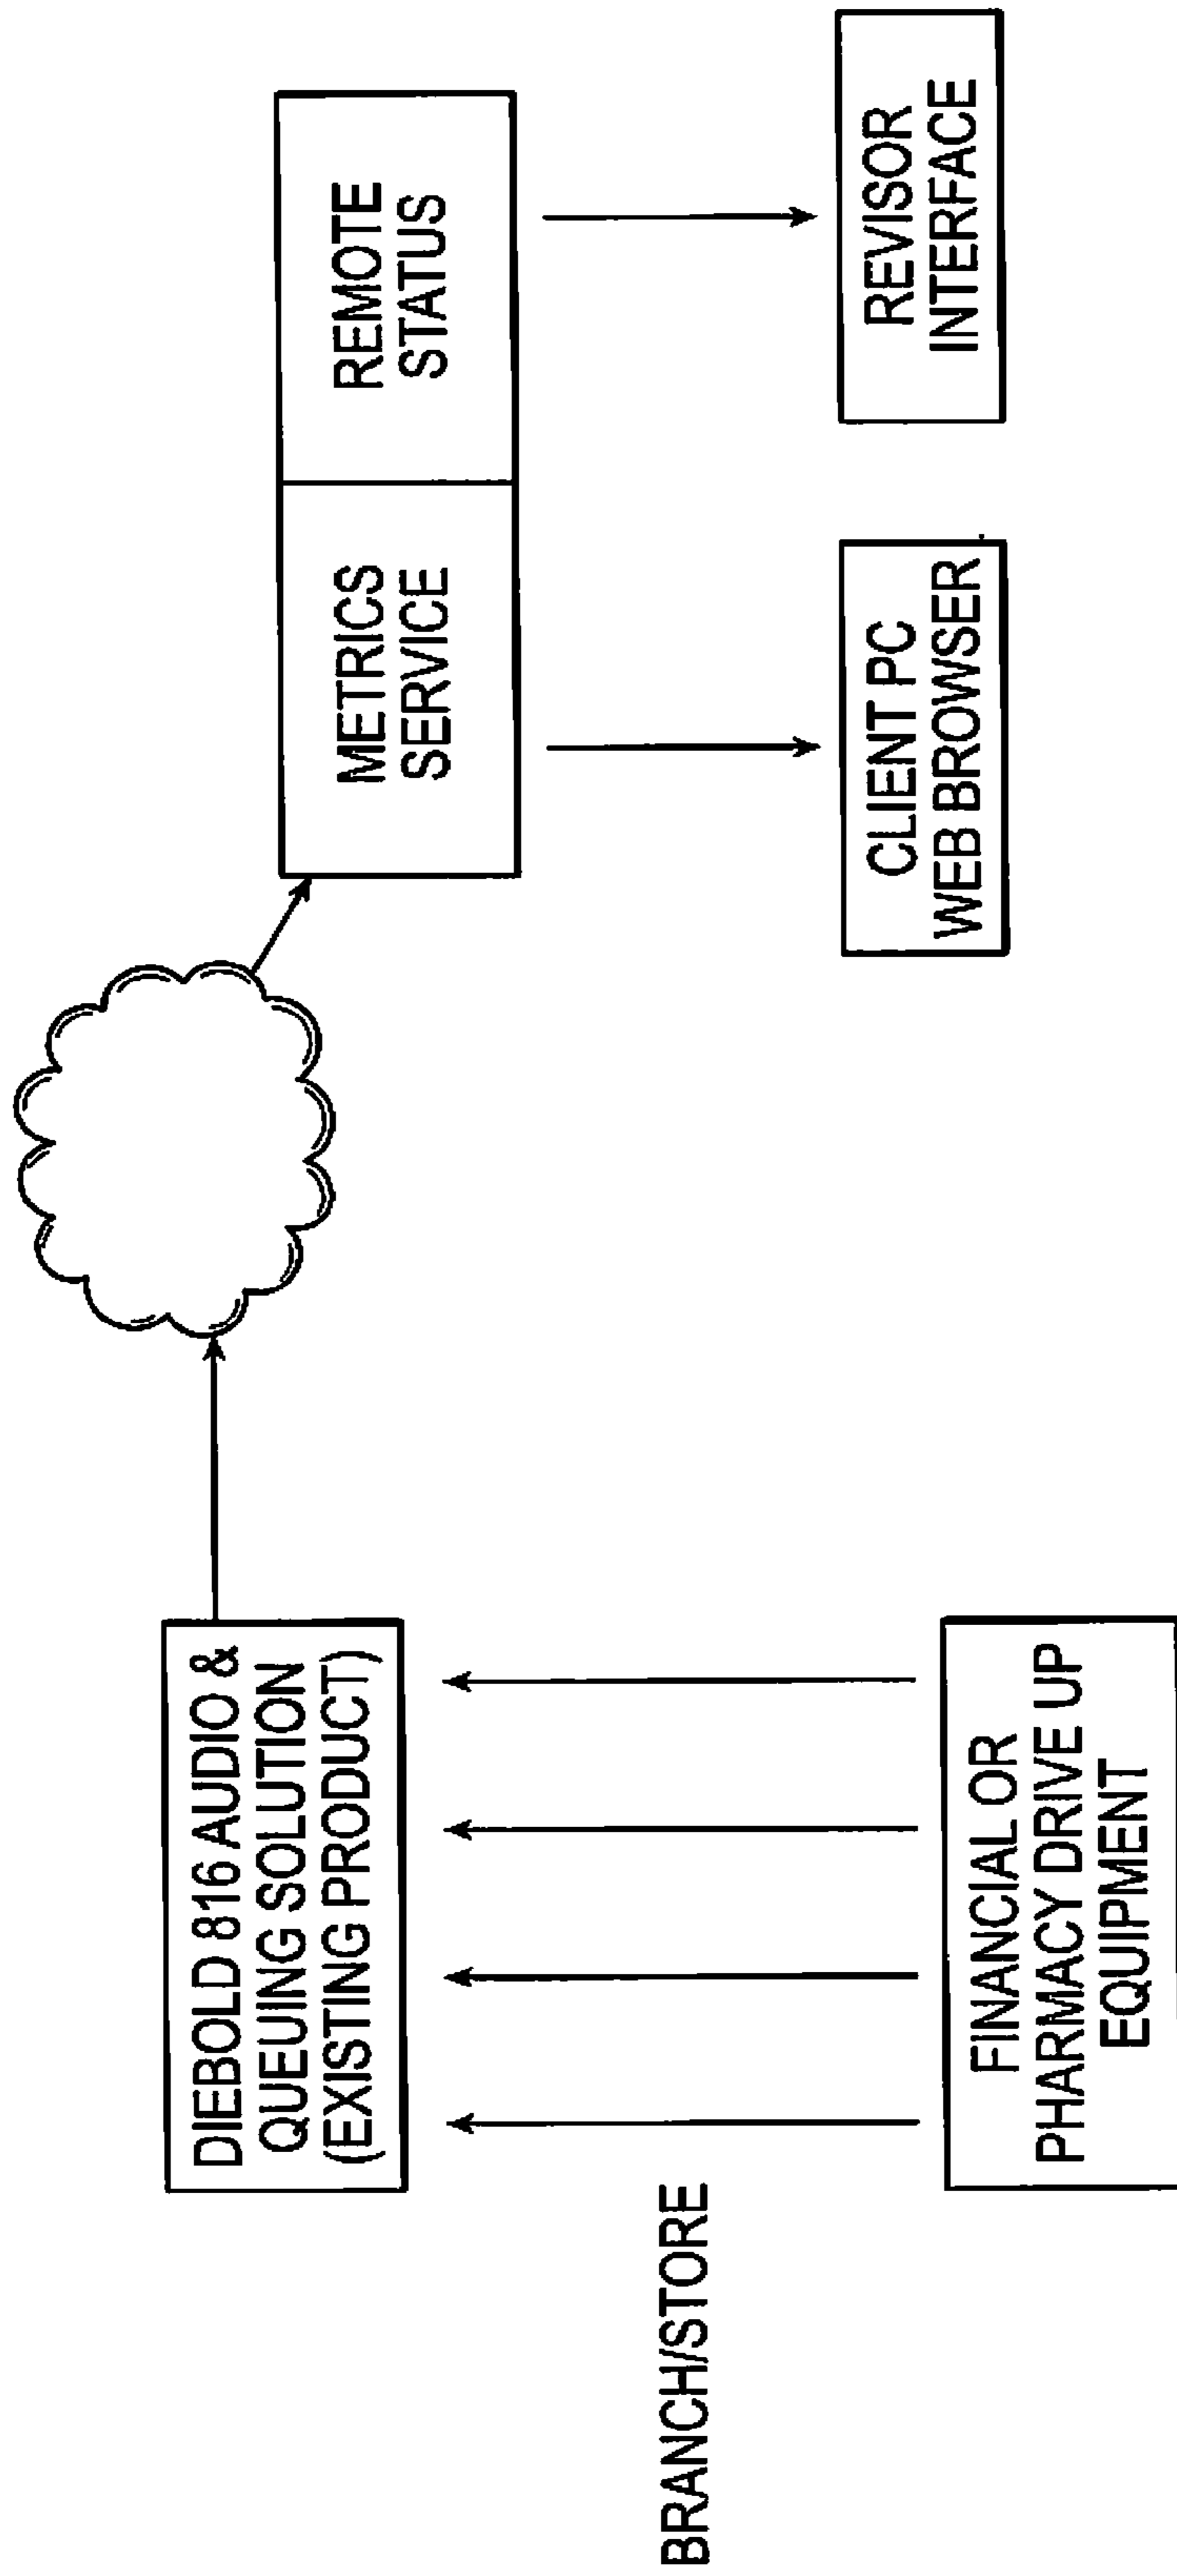 DIEBOLD 816 AUDIO &
QUEUING SOLUTION
(EXISTING PRODUCT)
METRICS
SERVICE
REMOTE
STATUS
BRANCH/STORE
FINANCIAL OR
PHARMACY DRIVE UP
EQUIPMENT
CLIENT PC
WEB BROWSER
REVISOR
INTERFACE